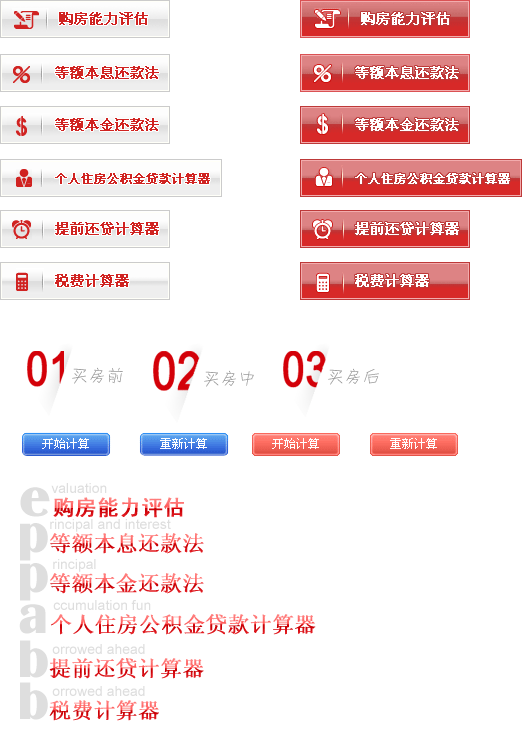 购房能力评估 购房能力评估
等额本息还款法 等额本息还款法
等额本金还款法 等额本金还款法
个人住房公积金贷款计算器 个人住房公积金贷款计算器
提前还贷计算器 提前还贷计算器
税费计算器 税费计算器
01 买房前 02 买房中 03 买房后
开始计算 重新计算 开始计算 重新计算
evaluation
购房能力评估
principal and interest
等额本息还款法
principal
等额本金还款法
accumulation fun
个人住房公积金贷款计算器
borrowed ahead
提前还贷计算器
borrowed ahead
税费计算器